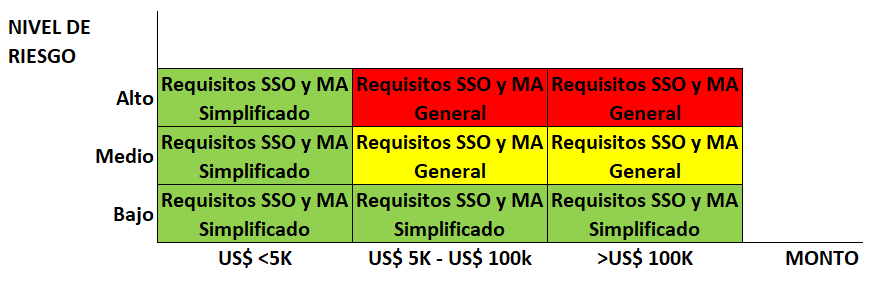 NIVEL DE
RIESGO
Alto
Requisitos SSO y MA
Simplificado
Requisitos SSO y MA
General
Requisitos SSO y MA
General
Medio
Requisitos SSO y MA
Simplificado
Requisitos SSO y MA
General
Requisitos SSO y MA
General
Bajo
Requisitos SSO y MA
Simplificado
Requisitos SSO y MA
Simplificado
Requisitos SSO y MA
Simplificado
US$ <5K
US$ 5K - US$ 100k
>US$ 100K
MONTO